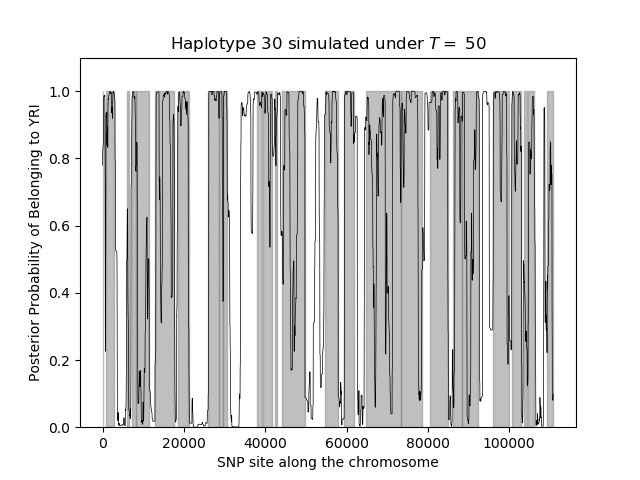 Haplotype 30 simulated under T = 50
Posterior Probability of Belonging to YRI
1.0
0.8
0.6
0.4
0.2
0.0
0 20000 40000 60000 80000 100000
SNP site along the chromosome